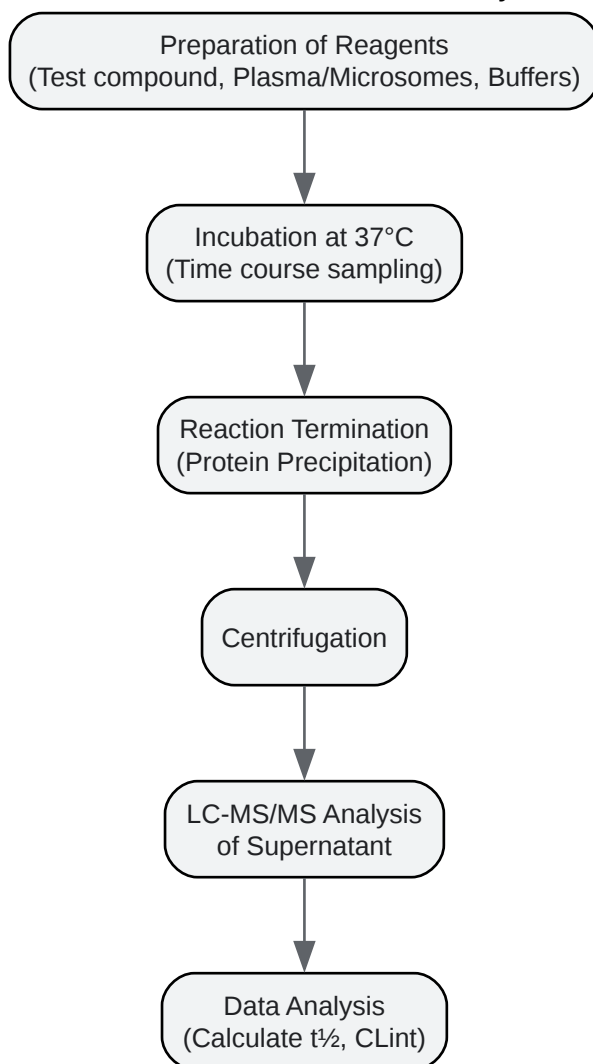 Preparation of Reagents
(Test compound, Plasma/Microsomes, Buffers)
Incubation at 37°C
(Time course sampling)
Reaction Termination
(Protein Precipitation)
Centrifugation
LC-MS/MS Analysis
of Supernatant
Data Analysis
(Calculate t½, CLint)